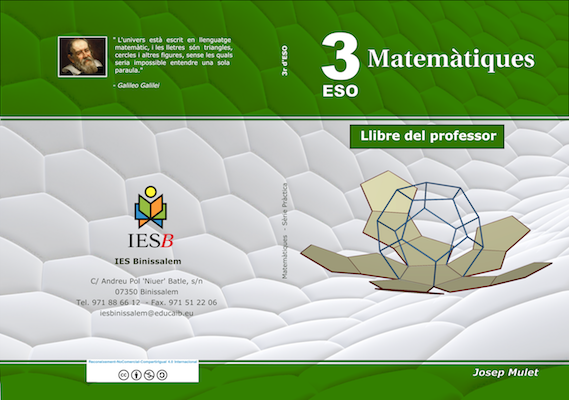 " L'univers està escrit en llenguatge
matemàtic, i les lletres són triangles,
cercles i altres figures, sense les quals
seria impossible entendre una sola
paraula."
- Galileo Galilei
IESB
IES Binissalem
C/ Andreu Pol 'Niuer' Batle, s/n
07350 Binissalem
Tel. 971 88 66 12 - Fax. 971 51 22 06
iesbinissalem@educaib.eu
Reconeixement-NoComercial-CompartirIgual 4.0 Internacional
3r d'ESO
Matemàtiques - Sèrie Pràctica
3 Matemàtiques
ESO
Llibre del professor
Josep Mulet